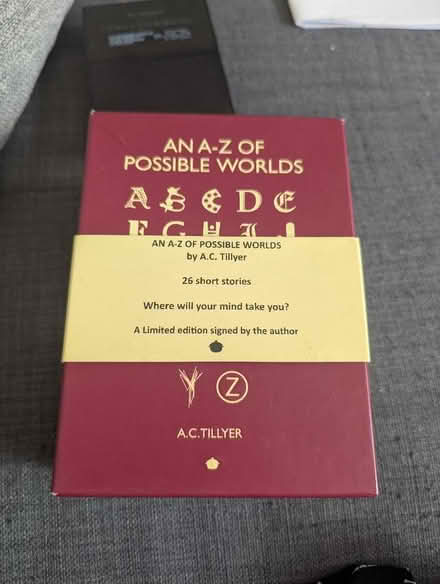 AN A-Z OF
POSSIBLE WORLDS
A B C D E
F G H I J
AN A-Z OF POSSIBLE WORLDS
by A.C. Tillyer
26 short stories
Where will your mind take you?
A Limited edition signed by the author
Y Z
A.C.TILLYER